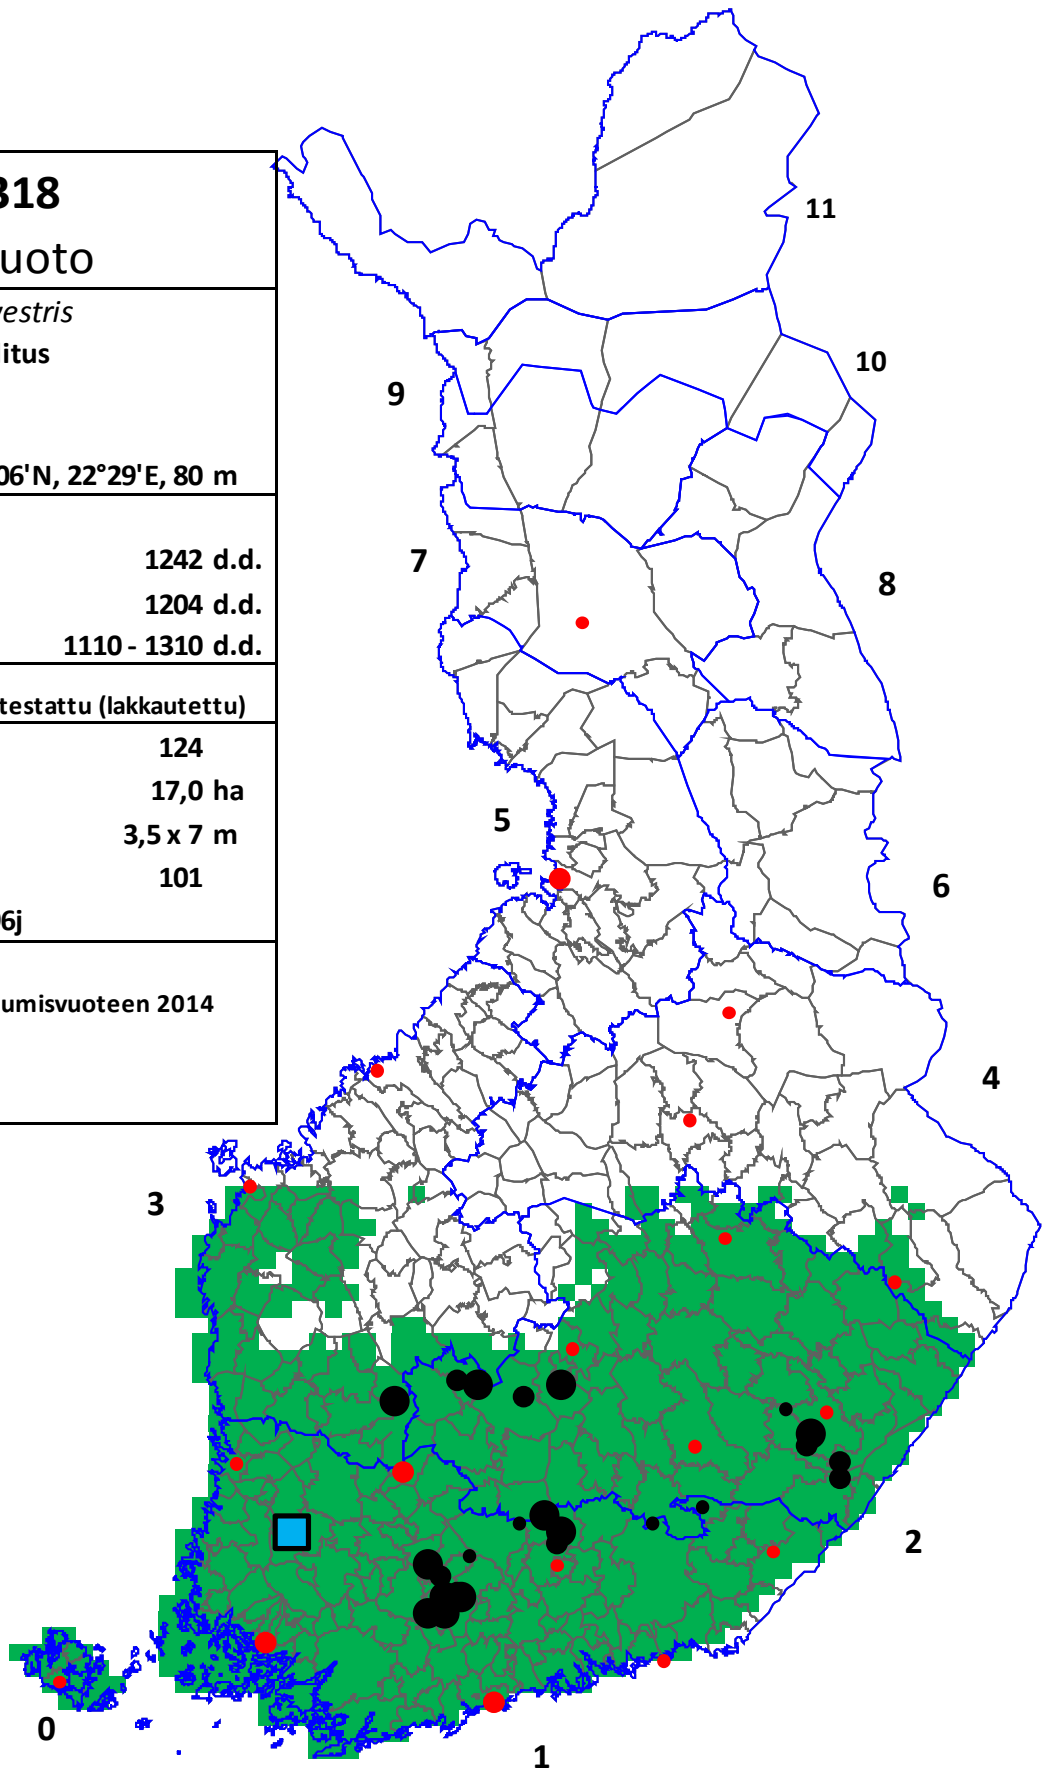 318
uoto
estris
itus
06'N, 22°29'E, 80 m
1242 d.d.
1204 d.d.
1110 - 1310 d.d.
testattu (lakkautettu)
124
17,0 ha
3,5 x 7 m
101
06j
umisvuoteen 2014
11
10
9
7
8
5
6
4
3
2
0
1